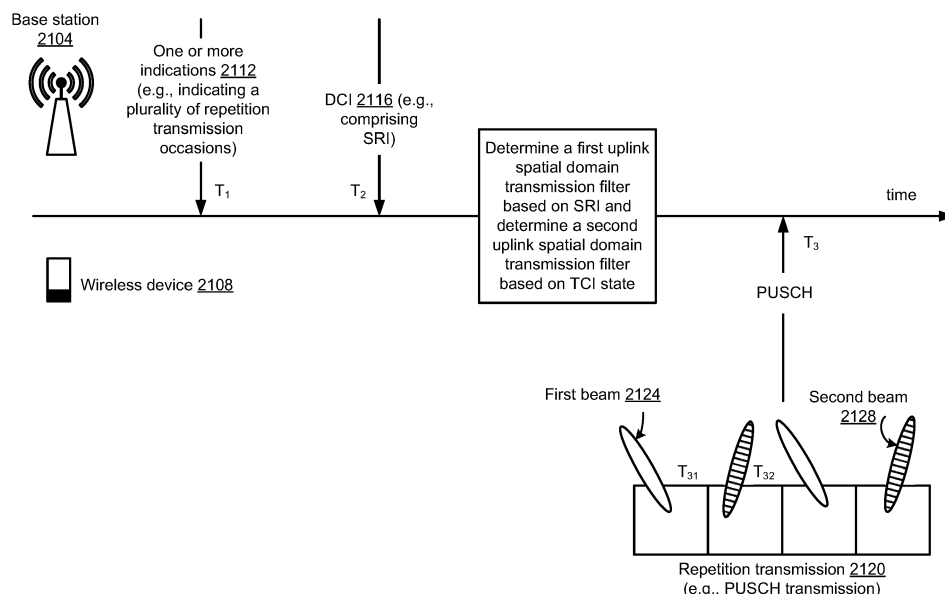 Base station
2104
One or more
indications 2112
(e.g., indicating a
plurality of repetition
transmission
occasions)
T1
DCI 2116 (e.g.,
comprising
SRI)
T2
Determine a first uplink
spatial domain
transmission filter
based on SRI and
determine a second
uplink spatial domain
transmission filter
based on TCI state
time
T3
Wireless device 2108
PUSCH
First beam 2124
Second beam
2128
T31
T32
Repetition transmission 2120
(e.g., PUSCH transmission)